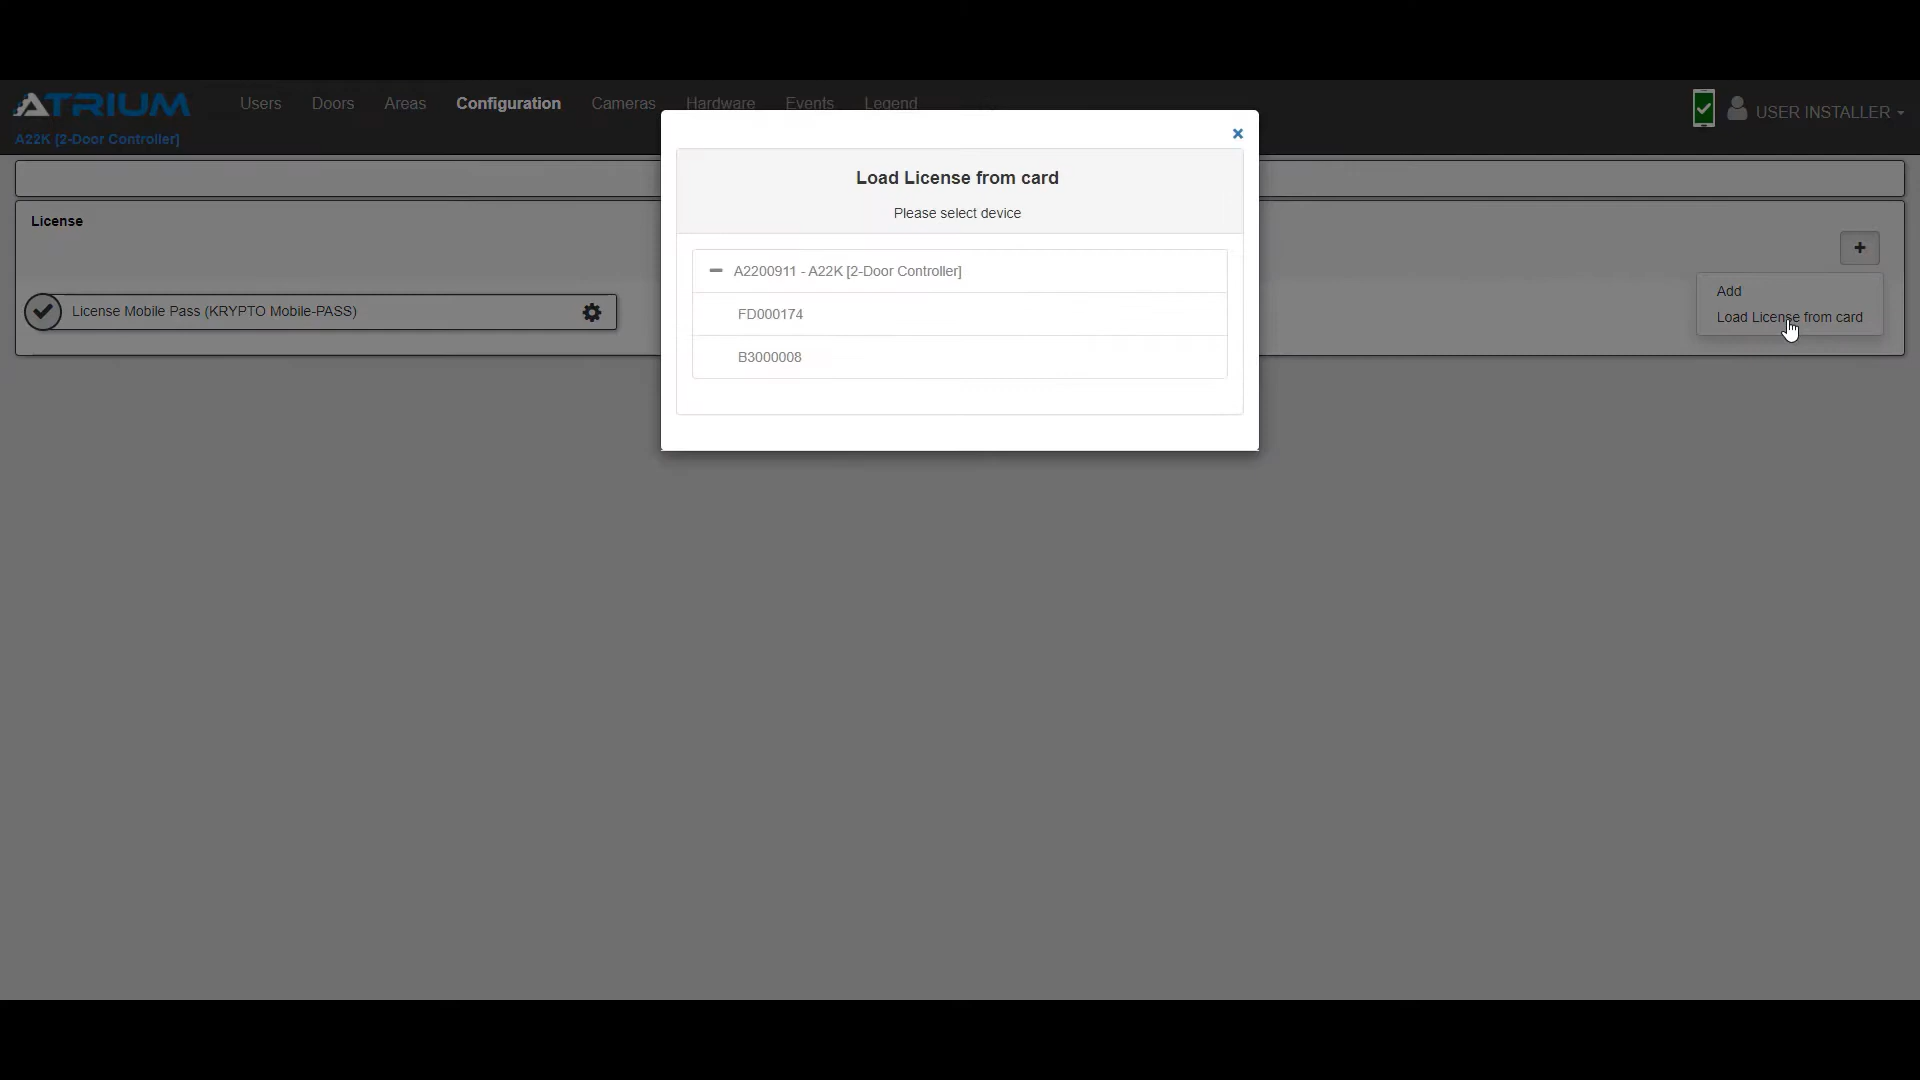 ATRIUM
Users Doors Areas Configuration Cameras Hardware Events Legend
USER INSTALLER
A22K [2-Door Controller]
×
Load License from card
Please select device
A2200911 - A22K [2-Door Controller]
FD000174
B3000008
License
+
License Mobile Pass (KRYPTO Mobile-PASS)
Add
Load License from card